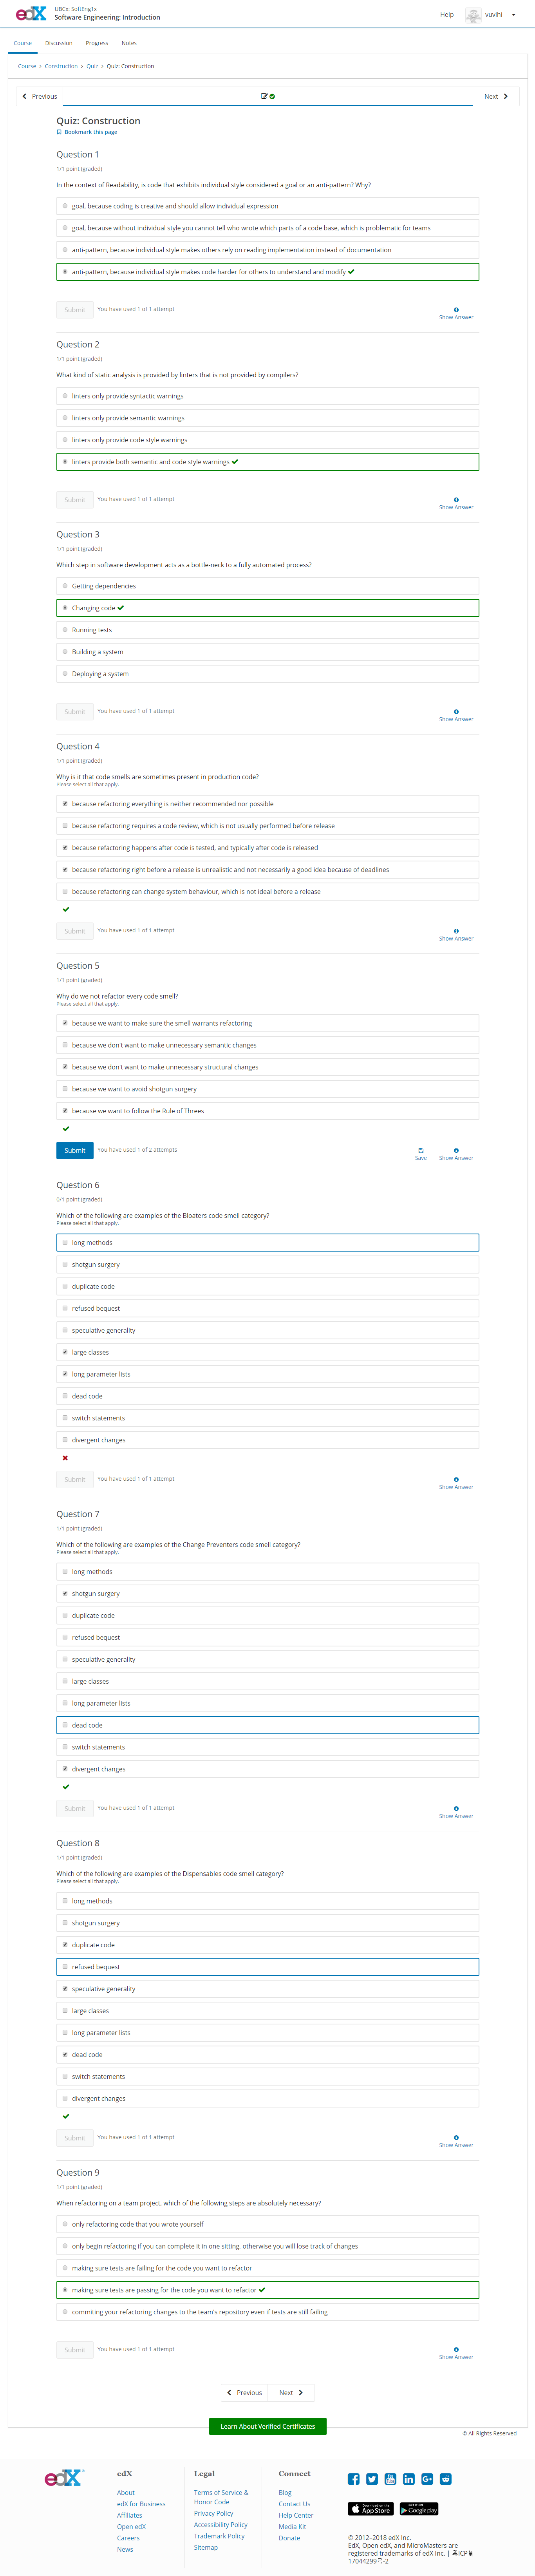 edX
UBCx: SoftEng1x
Software Engineering: Introduction
Help
vuvihi
Course Discussion Progress Notes
Course › Construction › Quiz › Quiz: Construction
Previous
Next
Quiz: Construction
Bookmark this page
Question 1
1/1 point (graded)
In the context of Readability, is code that exhibits individual style considered a goal or an anti-pattern? Why?
goal, because coding is creative and should allow individual expression
goal, because without individual style you cannot tell who wrote which parts of a code base, which is problematic for teams
anti-pattern, because individual style makes others rely on reading implementation instead of documentation
anti-pattern, because individual style makes code harder for others to understand and modify
Submit
You have used 1 of 1 attempt
Show Answer
Question 2
1/1 point (graded)
What kind of static analysis is provided by linters that is not provided by compilers?
linters only provide syntactic warnings
linters only provide semantic warnings
linters only provide code style warnings
linters provide both semantic and code style warnings
Submit
You have used 1 of 1 attempt
Show Answer
Question 3
1/1 point (graded)
Which step in software development acts as a bottle-neck to a fully automated process?
Getting dependencies
Changing code
Running tests
Building a system
Deploying a system
Submit
You have used 1 of 1 attempt
Show Answer
Question 4
1/1 point (graded)
Why is it that code smells are sometimes present in production code?
Please select all that apply.
because refactoring everything is neither recommended nor possible
because refactoring requires a code review, which is not usually performed before release
because refactoring happens after code is tested, and typically after code is released
because refactoring right before a release is unrealistic and not necessarily a good idea because of deadlines
because refactoring can change system behaviour, which is not ideal before a release
Submit
You have used 1 of 1 attempt
Show Answer
Question 5
1/1 point (graded)
Why do we not refactor every code smell?
Please select all that apply.
because we want to make sure the smell warrants refactoring
because we don't want to make unnecessary semantic changes
because we don't want to make unnecessary structural changes
because we want to avoid shotgun surgery
because we want to follow the Rule of Threes
Submit
You have used 1 of 2 attempts
Save
Show Answer
Question 6
0/1 point (graded)
Which of the following are examples of the Bloaters code smell category?
Please select all that apply.
long methods
shotgun surgery
duplicate code
refused bequest
speculative generality
large classes
long parameter lists
dead code
switch statements
divergent changes
Submit
You have used 1 of 1 attempt
Show Answer
Question 7
1/1 point (graded)
Which of the following are examples of the Change Preventers code smell category?
Please select all that apply.
long methods
shotgun surgery
duplicate code
refused bequest
speculative generality
large classes
long parameter lists
dead code
switch statements
divergent changes
Submit
You have used 1 of 1 attempt
Show Answer
Question 8
1/1 point (graded)
Which of the following are examples of the Dispensables code smell category?
Please select all that apply.
long methods
shotgun surgery
duplicate code
refused bequest
speculative generality
large classes
long parameter lists
dead code
switch statements
divergent changes
Submit
You have used 1 of 1 attempt
Show Answer
Question 9
1/1 point (graded)
When refactoring on a team project, which of the following steps are absolutely necessary?
only refactoring code that you wrote yourself
only begin refactoring if you can complete it in one sitting, otherwise you will lose track of changes
making sure tests are failing for the code you want to refactor
making sure tests are passing for the code you want to refactor
commiting your refactoring changes to the team's repository even if tests are still failing
Submit
You have used 1 of 1 attempt
Show Answer
Previous Next
Learn About Verified Certificates
© All Rights Reserved
edX
edX
About
edX for Business
Affiliates
Open edX
Careers
News
Legal
Terms of Service &
Honor Code
Privacy Policy
Accessibility Policy
Trademark Policy
Sitemap
Connect
Blog
Contact Us
Help Center
Media Kit
Donate
Download on the
App Store
GET IT ON
Google play
© 2012–2018 edX Inc.
EdX, Open edX, and MicroMasters are
registered trademarks of edX Inc. | 粤ICP备
17044299号-2